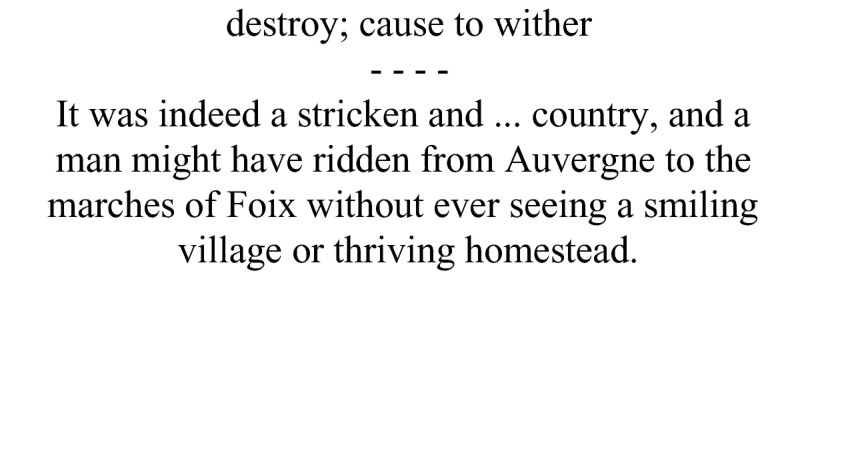 destroy; cause to wither
- - - -
It was indeed a stricken and ... country, and a
man might have ridden from Auvergne to the
marches of Foix without ever seeing a smiling
village or thriving homestead.